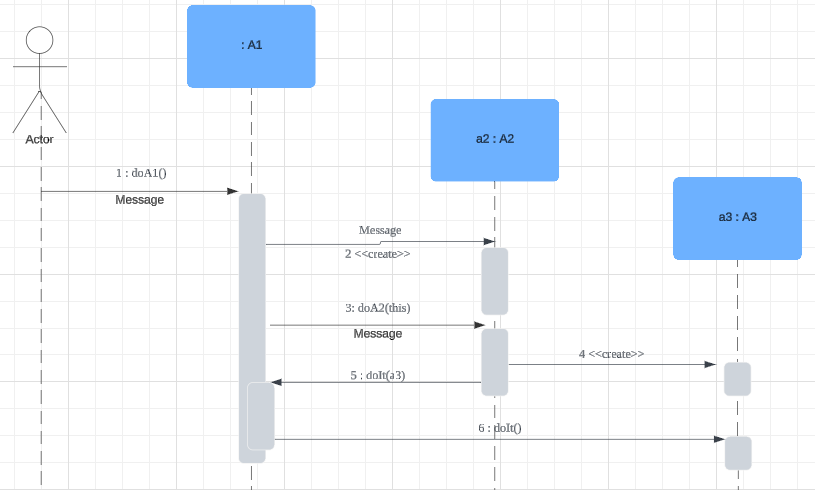 : A1
a2 : A2
Actor
1 : doA1()
Message
a3 : A3
Message
2 <<create>>
3: doA2(this)
Message
4 <<create>>
5 : doIt(a3)
6 : doIt()